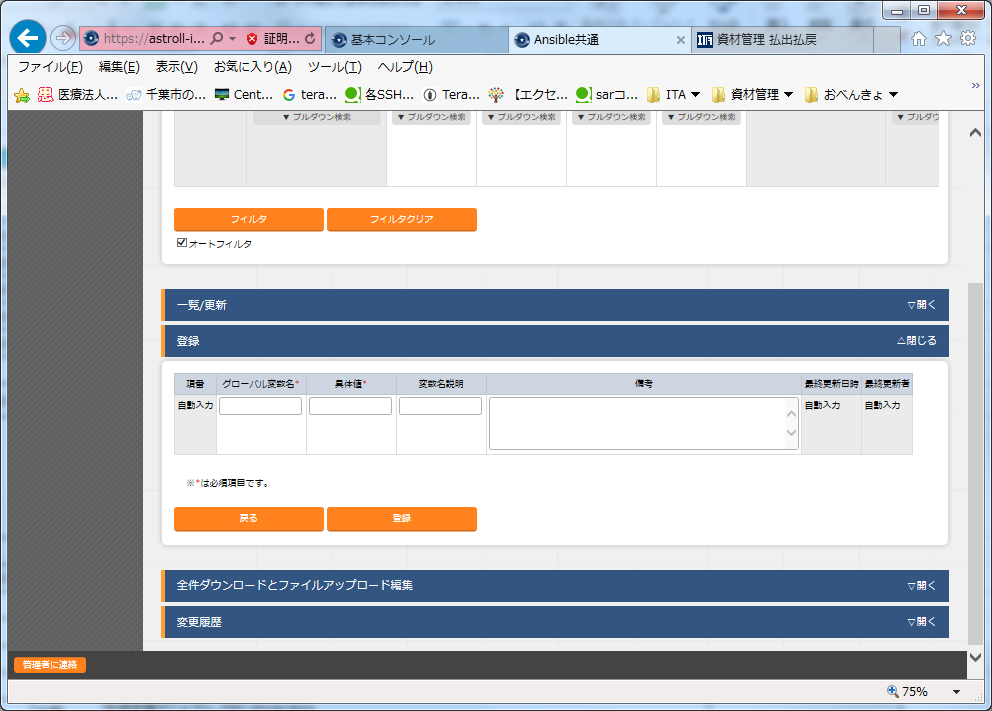 https://astroll-i... 証明... 基本コンソール Ansible共通 資材管理 払出払戻
ファイル(F) 編集(E) 表示(V) お気に入り(A) ツール(T) ヘルプ(H)
医療法人... 千葉市の... Cent... tera... 各SSH... Tera... 【エクセ... sarコ... ITA ▼ 資材管理 ▼ おべんきょ ▼ »
▼ プルダウン検索 ▼ プルダウン検索 ▼ プルダウン検索 ▼ プルダウン検索 ▼ プルダウン検索 ▼ プルダウ
フィルタ フィルタクリア
オートフィルタ
一覧/更新 ▽開く
登録 △閉じる
項番 グローバル変数名* 具体値* 変数名説明 備考 最終更新日時 最終更新者
自動入力 自動入力 自動入力
※*は必須項目です。
戻る 登録
全件ダウンロードとファイルアップロード編集 ▽開く
変更履歴 ▽開く
管理者に連絡
75%